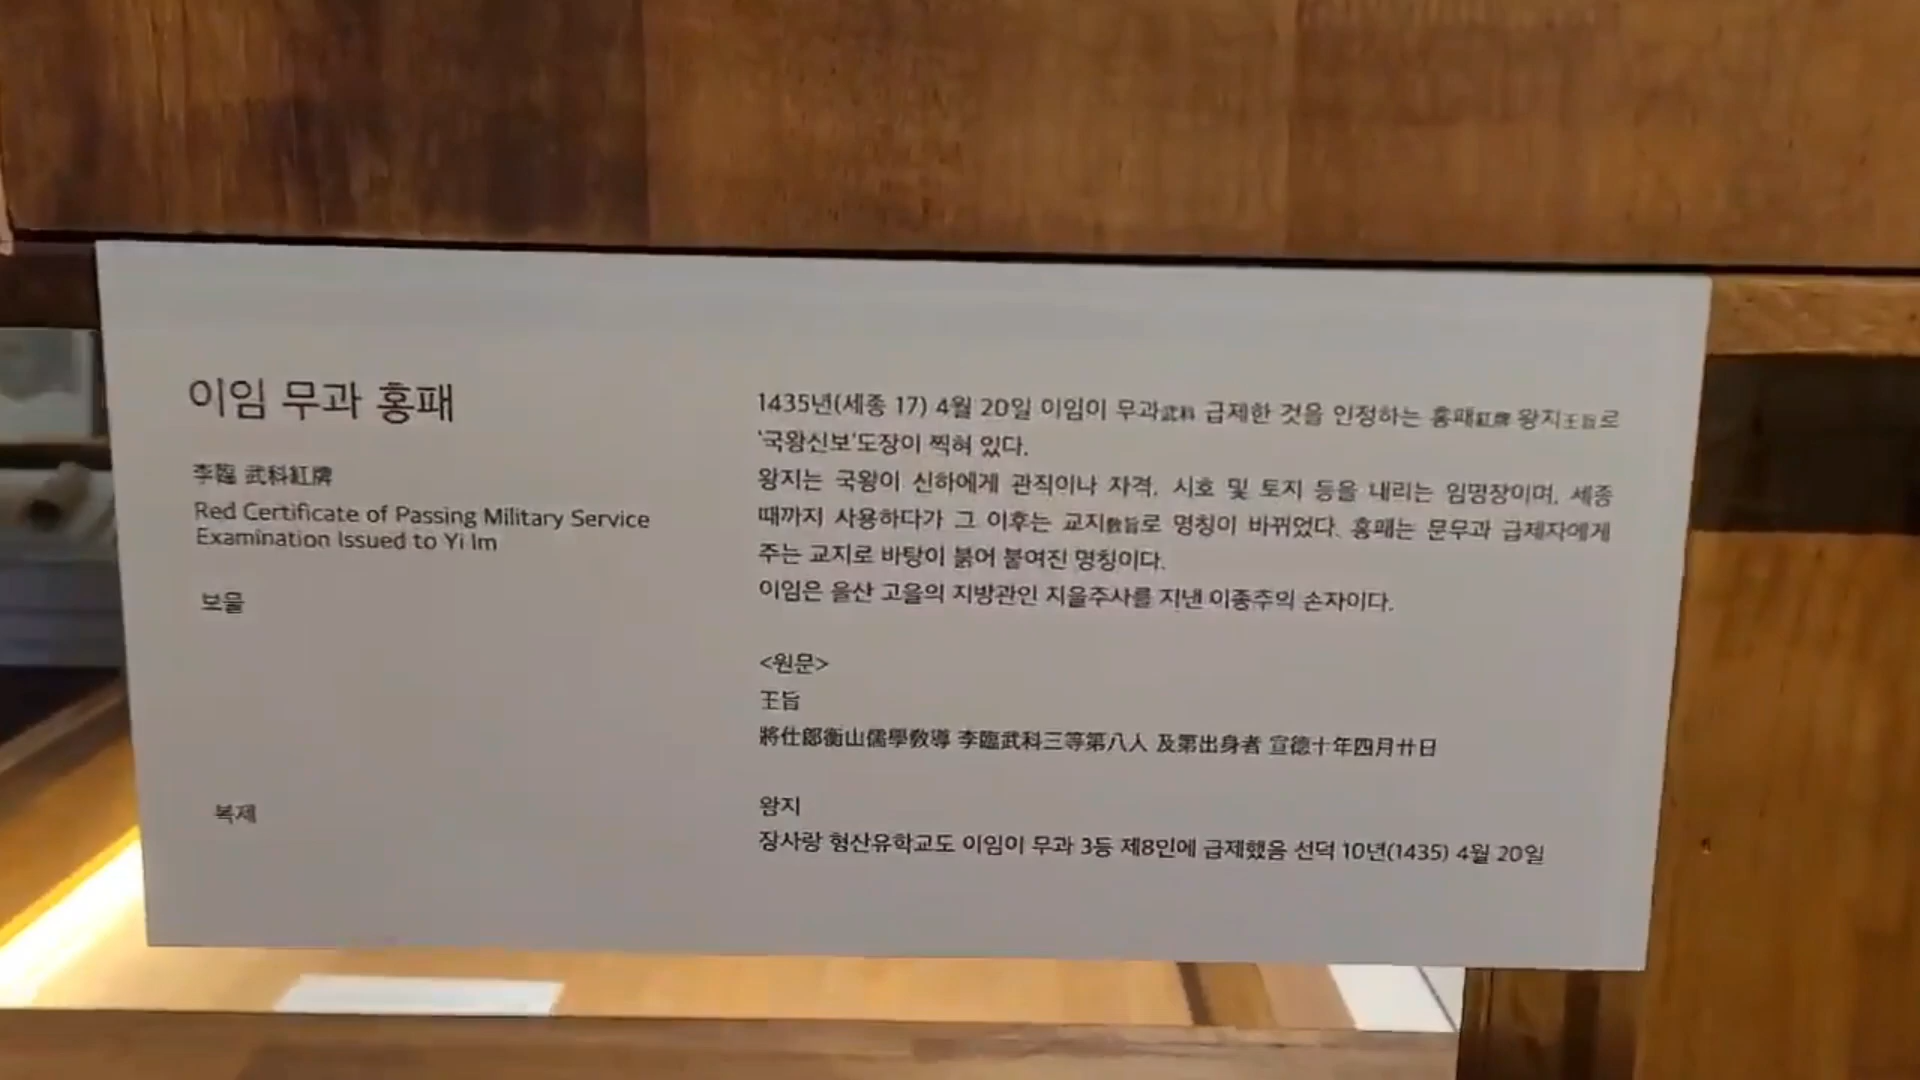 이임 무과 홍패
李臨 武科紅牌
Red Certificate of Passing Military Service
Examination Issued to Yi Im
보물
복제
1435년(세종 17) 4월 20일 이임이 무과武科 급제한 것을 인정하는 홍패紅牌 왕지王旨로
'국왕신보'도장이 찍혀 있다.
왕지는 국왕이 신하에게 관직이나 자격, 시호 및 토지 등을 내리는 임명장이며, 세종
때까지 사용하다가 그 이후는 교지敎旨로 명칭이 바뀌었다. 홍패는 문무과 급제자에게
주는 교지로 바탕이 붉어 붙여진 명칭이다.
이임은 울산 고을의 지방관인 지울주사를 지낸 이종주의 손자이다.
<원문>
王旨
將仕郞衡山儒學敎導 李臨武科三等第八人 及第出身者 宣德十年四月廿日
왕지
장사랑 형산유학교도 이임이 무과 3등 제8인에 급제했음 선덕 10년(1435) 4월 20일